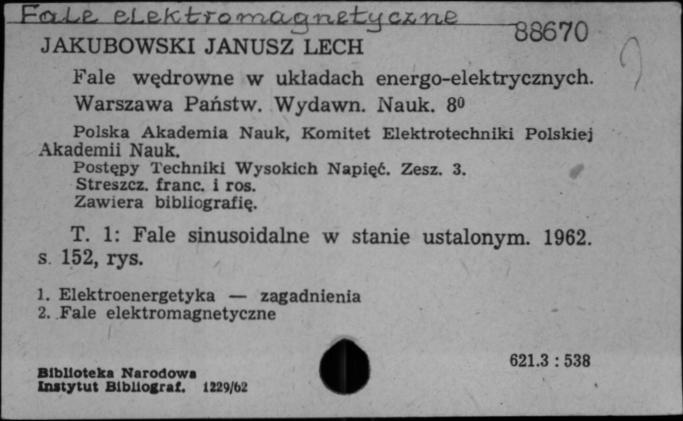 Fale elektromagnetyczne
88670
JAKUBOWSKI JANUSZ LECH
Fale wędrowne w układach energo-elektrycznych.
Warszawa Państw. Wydawn. Nauk. 8⁰
Polska Akademia Nauk, Komitet Elektrotechniki Polskiej
Akademii Nauk.
Postępy Techniki Wysokich Napięć. Zesz. 3.
Streszcz. franc. i ros.
Zawiera bibliografię.
T. 1: Fale sinusoidalne w stanie ustalonym. 1962.
s. 152, rys.
1. Elektroenergetyka — zagadnienia
2. Fale elektromagnetyczne
621.3 : 538
Biblioteka Narodowa
Instytut Bibliograf. 1229/62